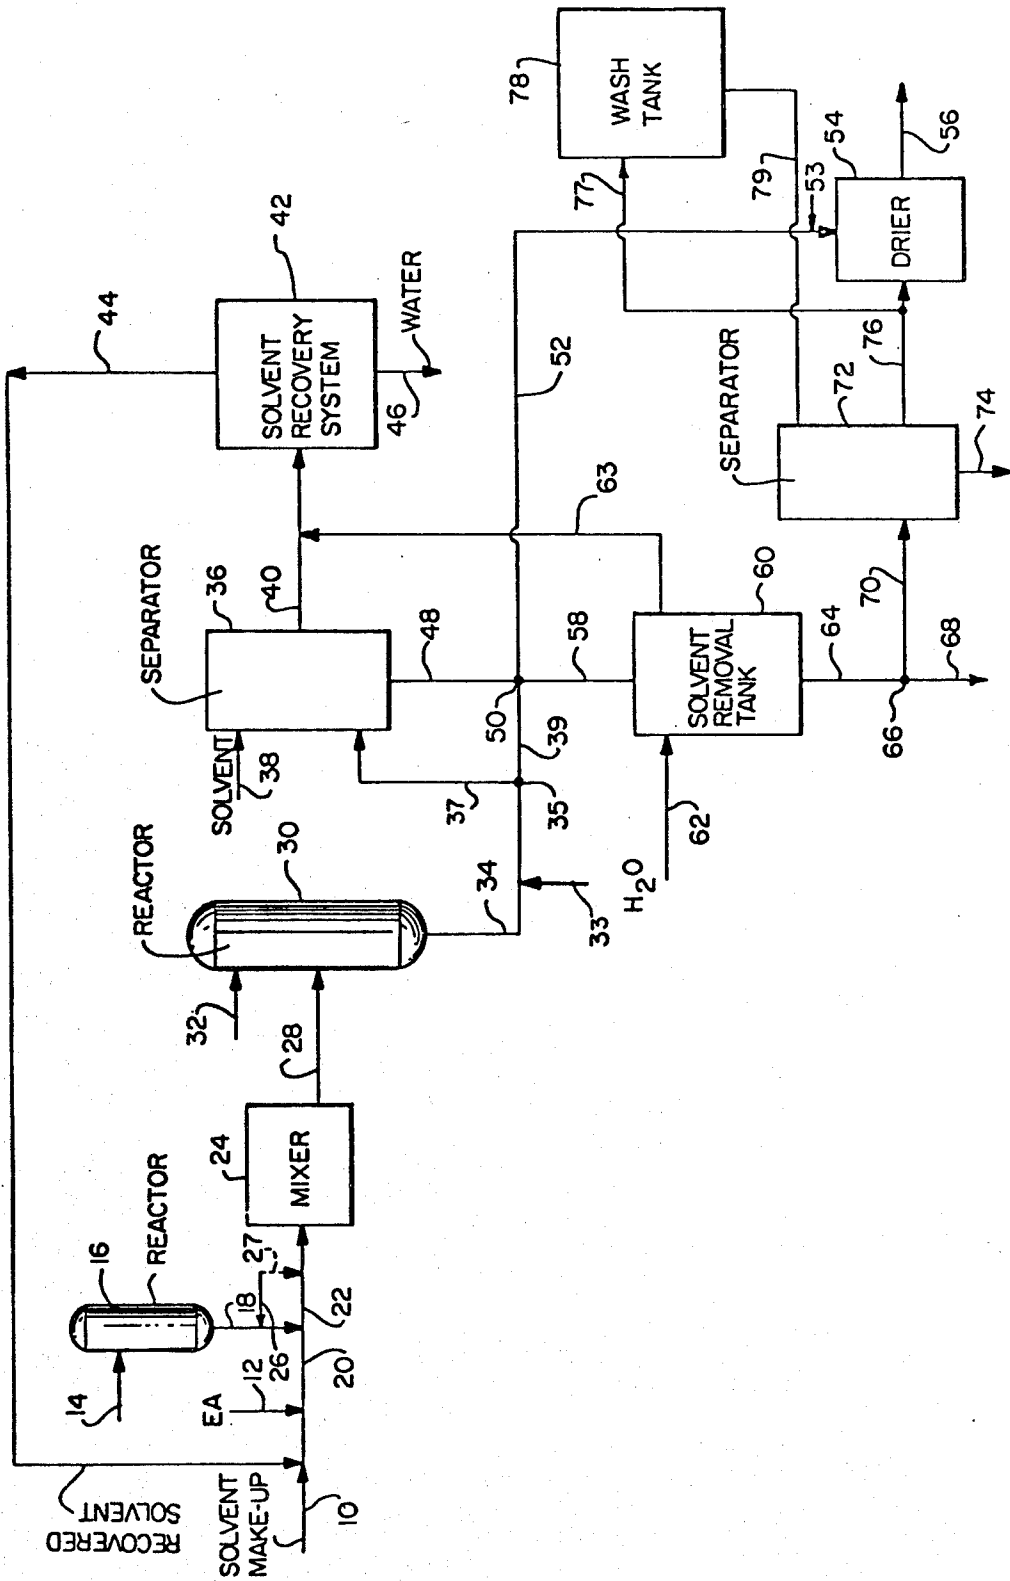 RECOVERED
SOLVENT
SOLVENT
MAKE-UP
10
EA
12
14
16
REACTOR
18
20
22
26
27
24
MIXER
28
REACTOR
30
32
33
34
35
37
39
SOLVENT
38
SEPARATOR
36
40
SOLVENT
RECOVERY
SYSTEM
42
44
46
WATER
48
50
52
53
58
H2O
62
SOLVENT
REMOVAL
TANK
60
63
64
66
68
70
SEPARATOR
72
74
76
77
WASH
TANK
78
79
DRIER
54
56